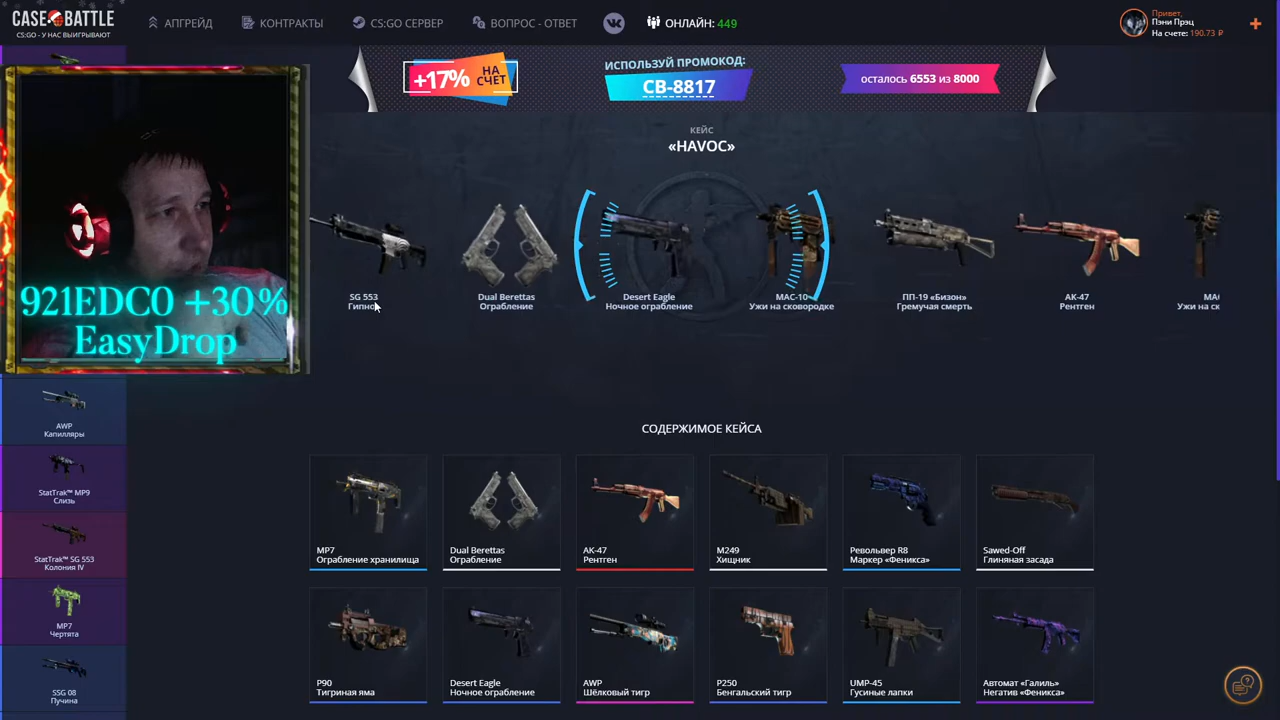 CASE BATTLE
CS:GO - У НАС ВЫИГРЫВАЮТ
АПГРЕЙД
КОНТРАКТЫ
CS:GO СЕРВЕР
ВОПРОС - ОТВЕТ
ОНЛАЙН: 449
Привет,
Пэни Прэц
На счете: 190.73 ₽
+17% НА СЧЕТ
ИСПОЛЬЗУЙ ПРОМОКОД:
CB-8817
осталось 6553 из 8000
КЕЙС
«HAVOC»
SG 553
Гипноз
Dual Berettas
Ограбление
Desert Eagle
Ночное ограбление
MAC-10
Ужи на сковородке
ПП-19 «Бизон»
Гремучая смерть
AK-47
Рентген
MA
Ужи на ск
921EDC0 +30%
EasyDrop
AWP
Капилляры
StatTrak™ MP9
Слизь
StatTrak™ SG 553
Колония IV
MP7
Чертята
SSG 08
Пучина
СОДЕРЖИМОЕ КЕЙСА
MP7
Ограбление хранилища
Dual Berettas
Ограбление
AK-47
Рентген
M249
Хищник
Револьвер R8
Маркер «Феникса»
Sawed-Off
Глиняная засада
P90
Тигриная яма
Desert Eagle
Ночное ограбление
AWP
Шёлковый тигр
P250
Бенгальский тигр
UMP-45
Гусиные лапки
Автомат «Галиль»
Негатив «Феникса»